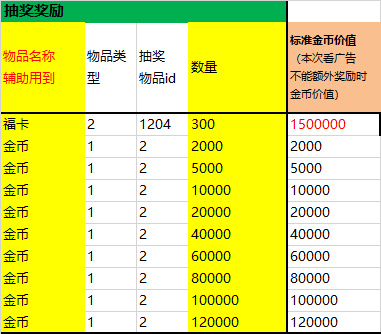 抽奖奖励
物品名称 物品类 抽奖 数量 标准金币价值
辅助用到 型 物品id （本次看广告
不能额外奖励时
金币价值）
福卡 2 1204 300 1500000
金币 1 2 2000 2000
金币 1 2 5000 5000
金币 1 2 10000 10000
金币 1 2 20000 20000
金币 1 2 40000 40000
金币 1 2 60000 60000
金币 1 2 80000 80000
金币 1 2 100000 100000
金币 1 2 120000 120000